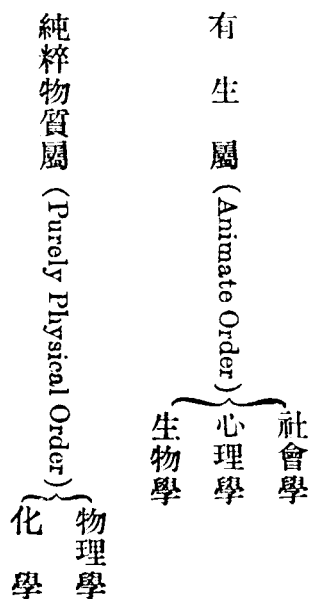 有生屬(Animate Order)
社會學
心理學
生物學
純粹物質屬(Purely Physical Order)
物理學
化學